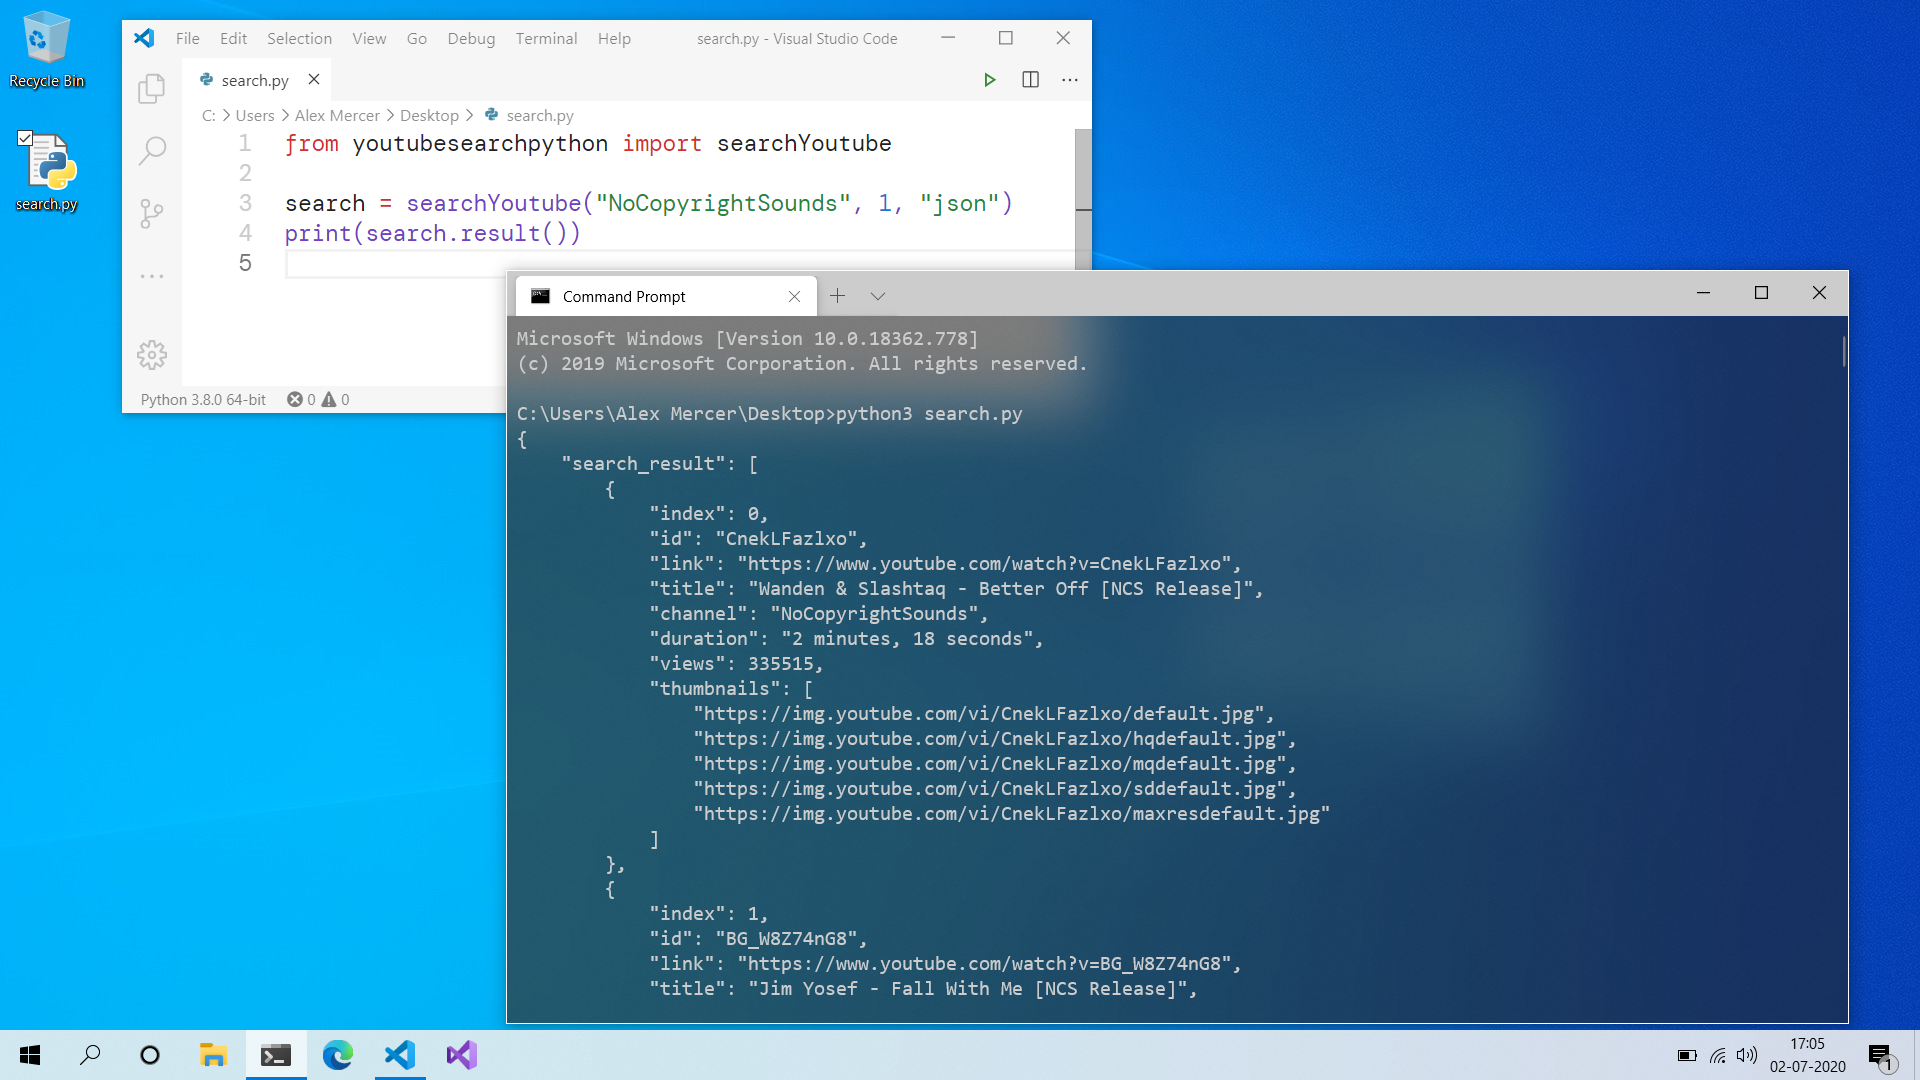 Recycle Bin
search.py
File Edit Selection View Go Debug Terminal Help search.py - Visual Studio Code
search.py
C: > Users > Alex Mercer > Desktop > search.py
1 from youtubesearchpython import searchYoutube
2
3 search = searchYoutube("NoCopyrightSounds", 1, "json")
4 print(search.result())
5
Python 3.8.0 64-bit 0 0
Command Prompt
Microsoft Windows [Version 10.0.18362.778]
(c) 2019 Microsoft Corporation. All rights reserved.
C:\Users\Alex Mercer\Desktop>python3 search.py
{
"search_result": [
{
"index": 0,
"id": "CnekLFazlxo",
"link": "https://www.youtube.com/watch?v=CnekLFazlxo",
"title": "Wanden & Slashtaq - Better Off [NCS Release]",
"channel": "NoCopyrightSounds",
"duration": "2 minutes, 18 seconds",
"views": 335515,
"thumbnails": [
"https://img.youtube.com/vi/CnekLFazlxo/default.jpg",
"https://img.youtube.com/vi/CnekLFazlxo/hqdefault.jpg",
"https://img.youtube.com/vi/CnekLFazlxo/mqdefault.jpg",
"https://img.youtube.com/vi/CnekLFazlxo/sddefault.jpg",
"https://img.youtube.com/vi/CnekLFazlxo/maxresdefault.jpg"
]
},
{
"index": 1,
"id": "BG_W8Z74nG8",
"link": "https://www.youtube.com/watch?v=BG_W8Z74nG8",
"title": "Jim Yosef - Fall With Me [NCS Release]",
17:05
02-07-2020
1